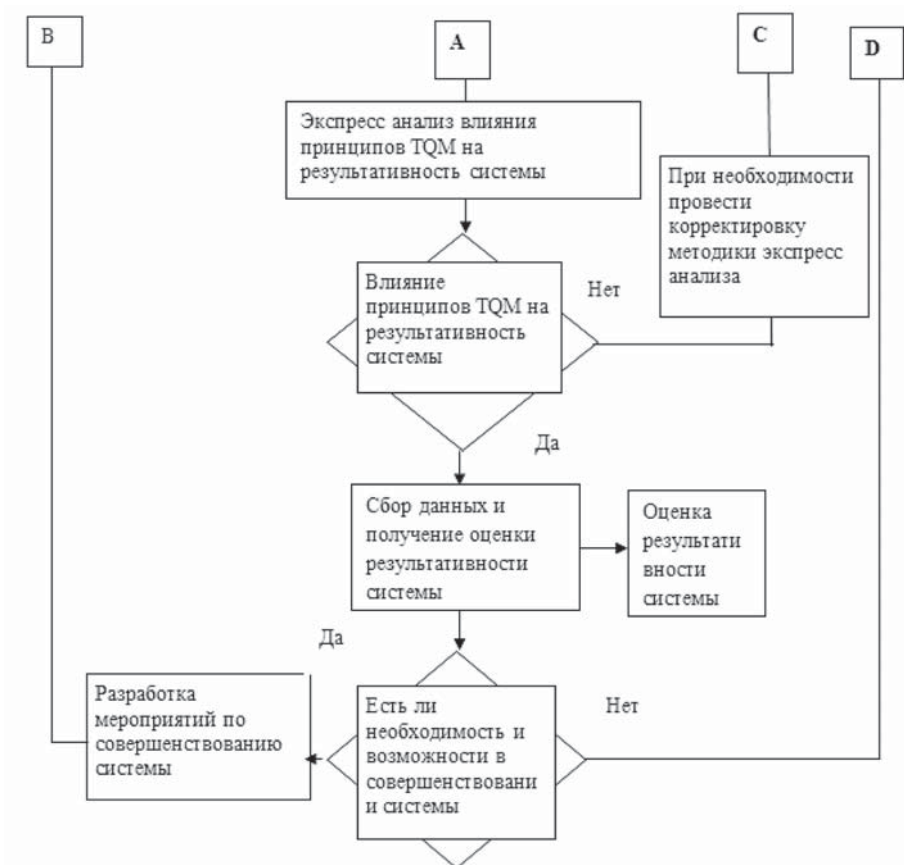 B
A
C
D
Экспресс анализ влияния
принципов TQM на
результативность системы
При необходимости
провести
корректировку
методики экспресс
анализа
Влияние
принципов TQM на
результативность
системы
Нет
Да
Сбор данных и
получение оценки
результативности
системы
Оценка
результати
вности
системы
Да
Разработка
мероприятий по
совершенствованию
системы
Есть ли
необходимость и
возможности в
совершенствовани
и системы
Нет